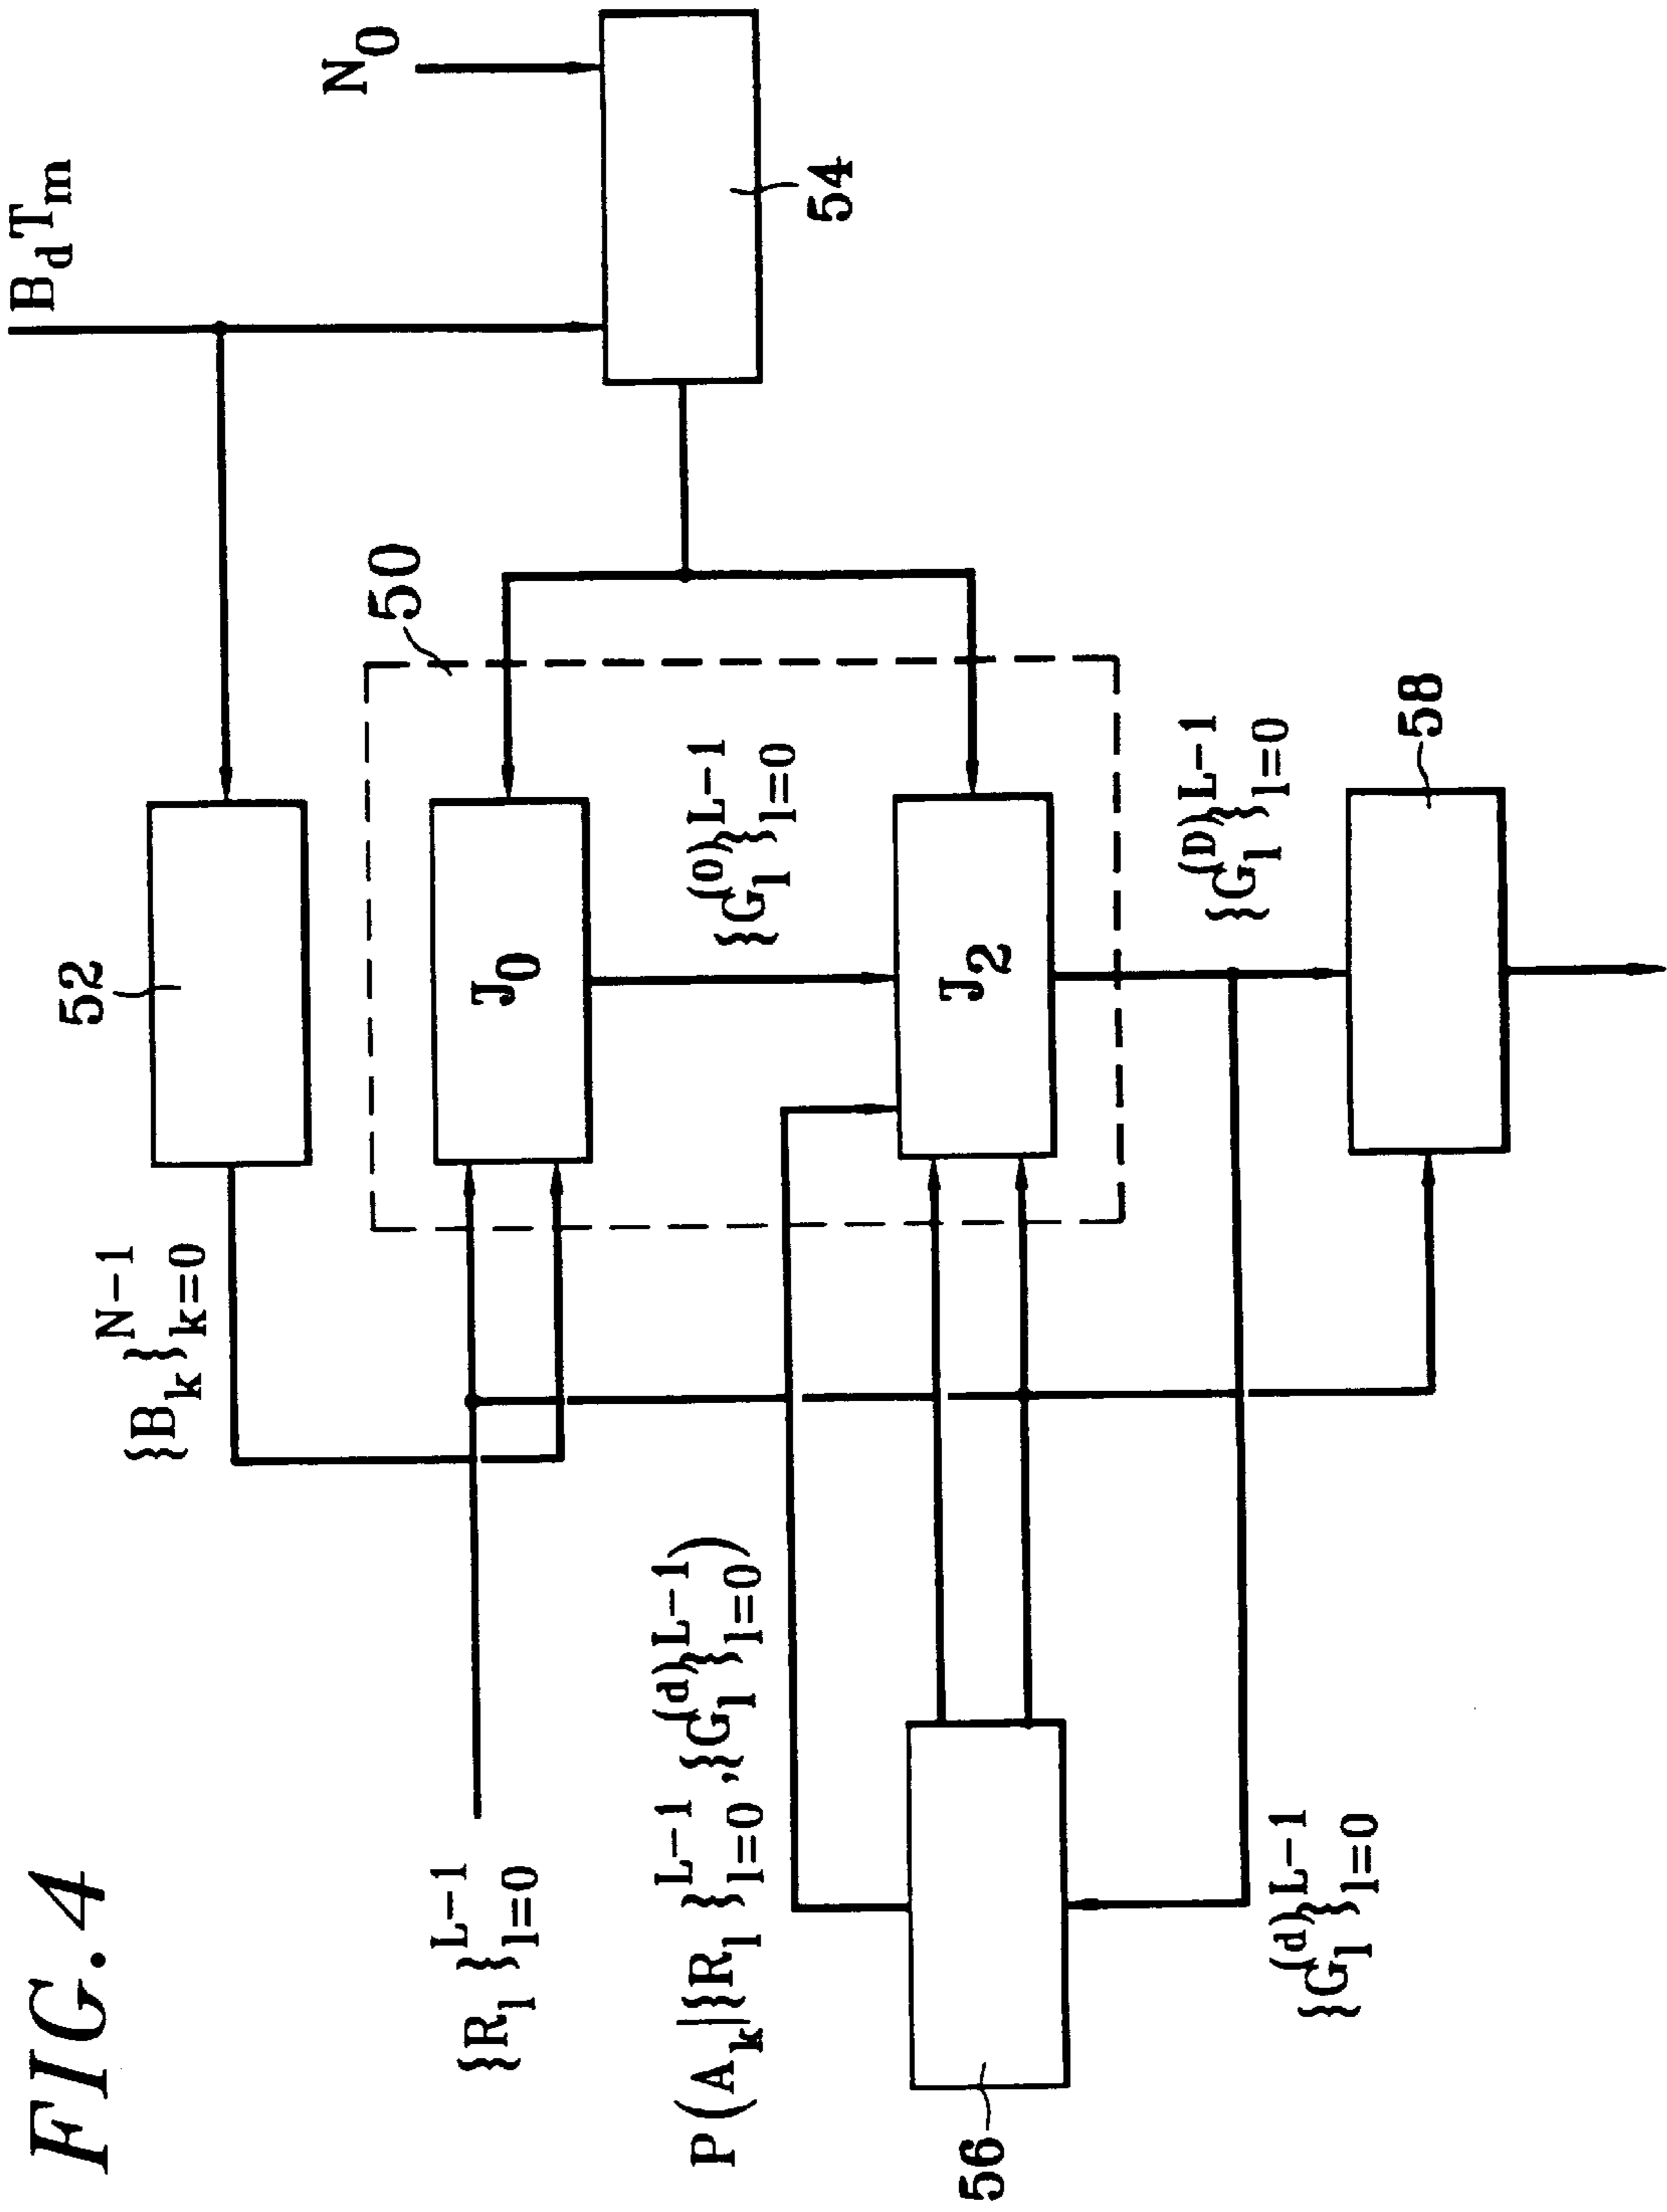 FIG. 4
B_d T_m
N_0
52
54
{B_k}_{k=0}^{N-1}
50
{R_l}_{l=0}^{L-1}
J_0
{G_l^{(0)}}_{l=0}^{L-1}
P(A_k|{R_l}_{l=0}^{L-1},{G_l^{(d)}}_{l=0}^{L-1})
J_2
56
{G_l^{(D)}}_{l=0}^{L-1}
{G_l^{(d)}}_{l=0}^{L-1}
58